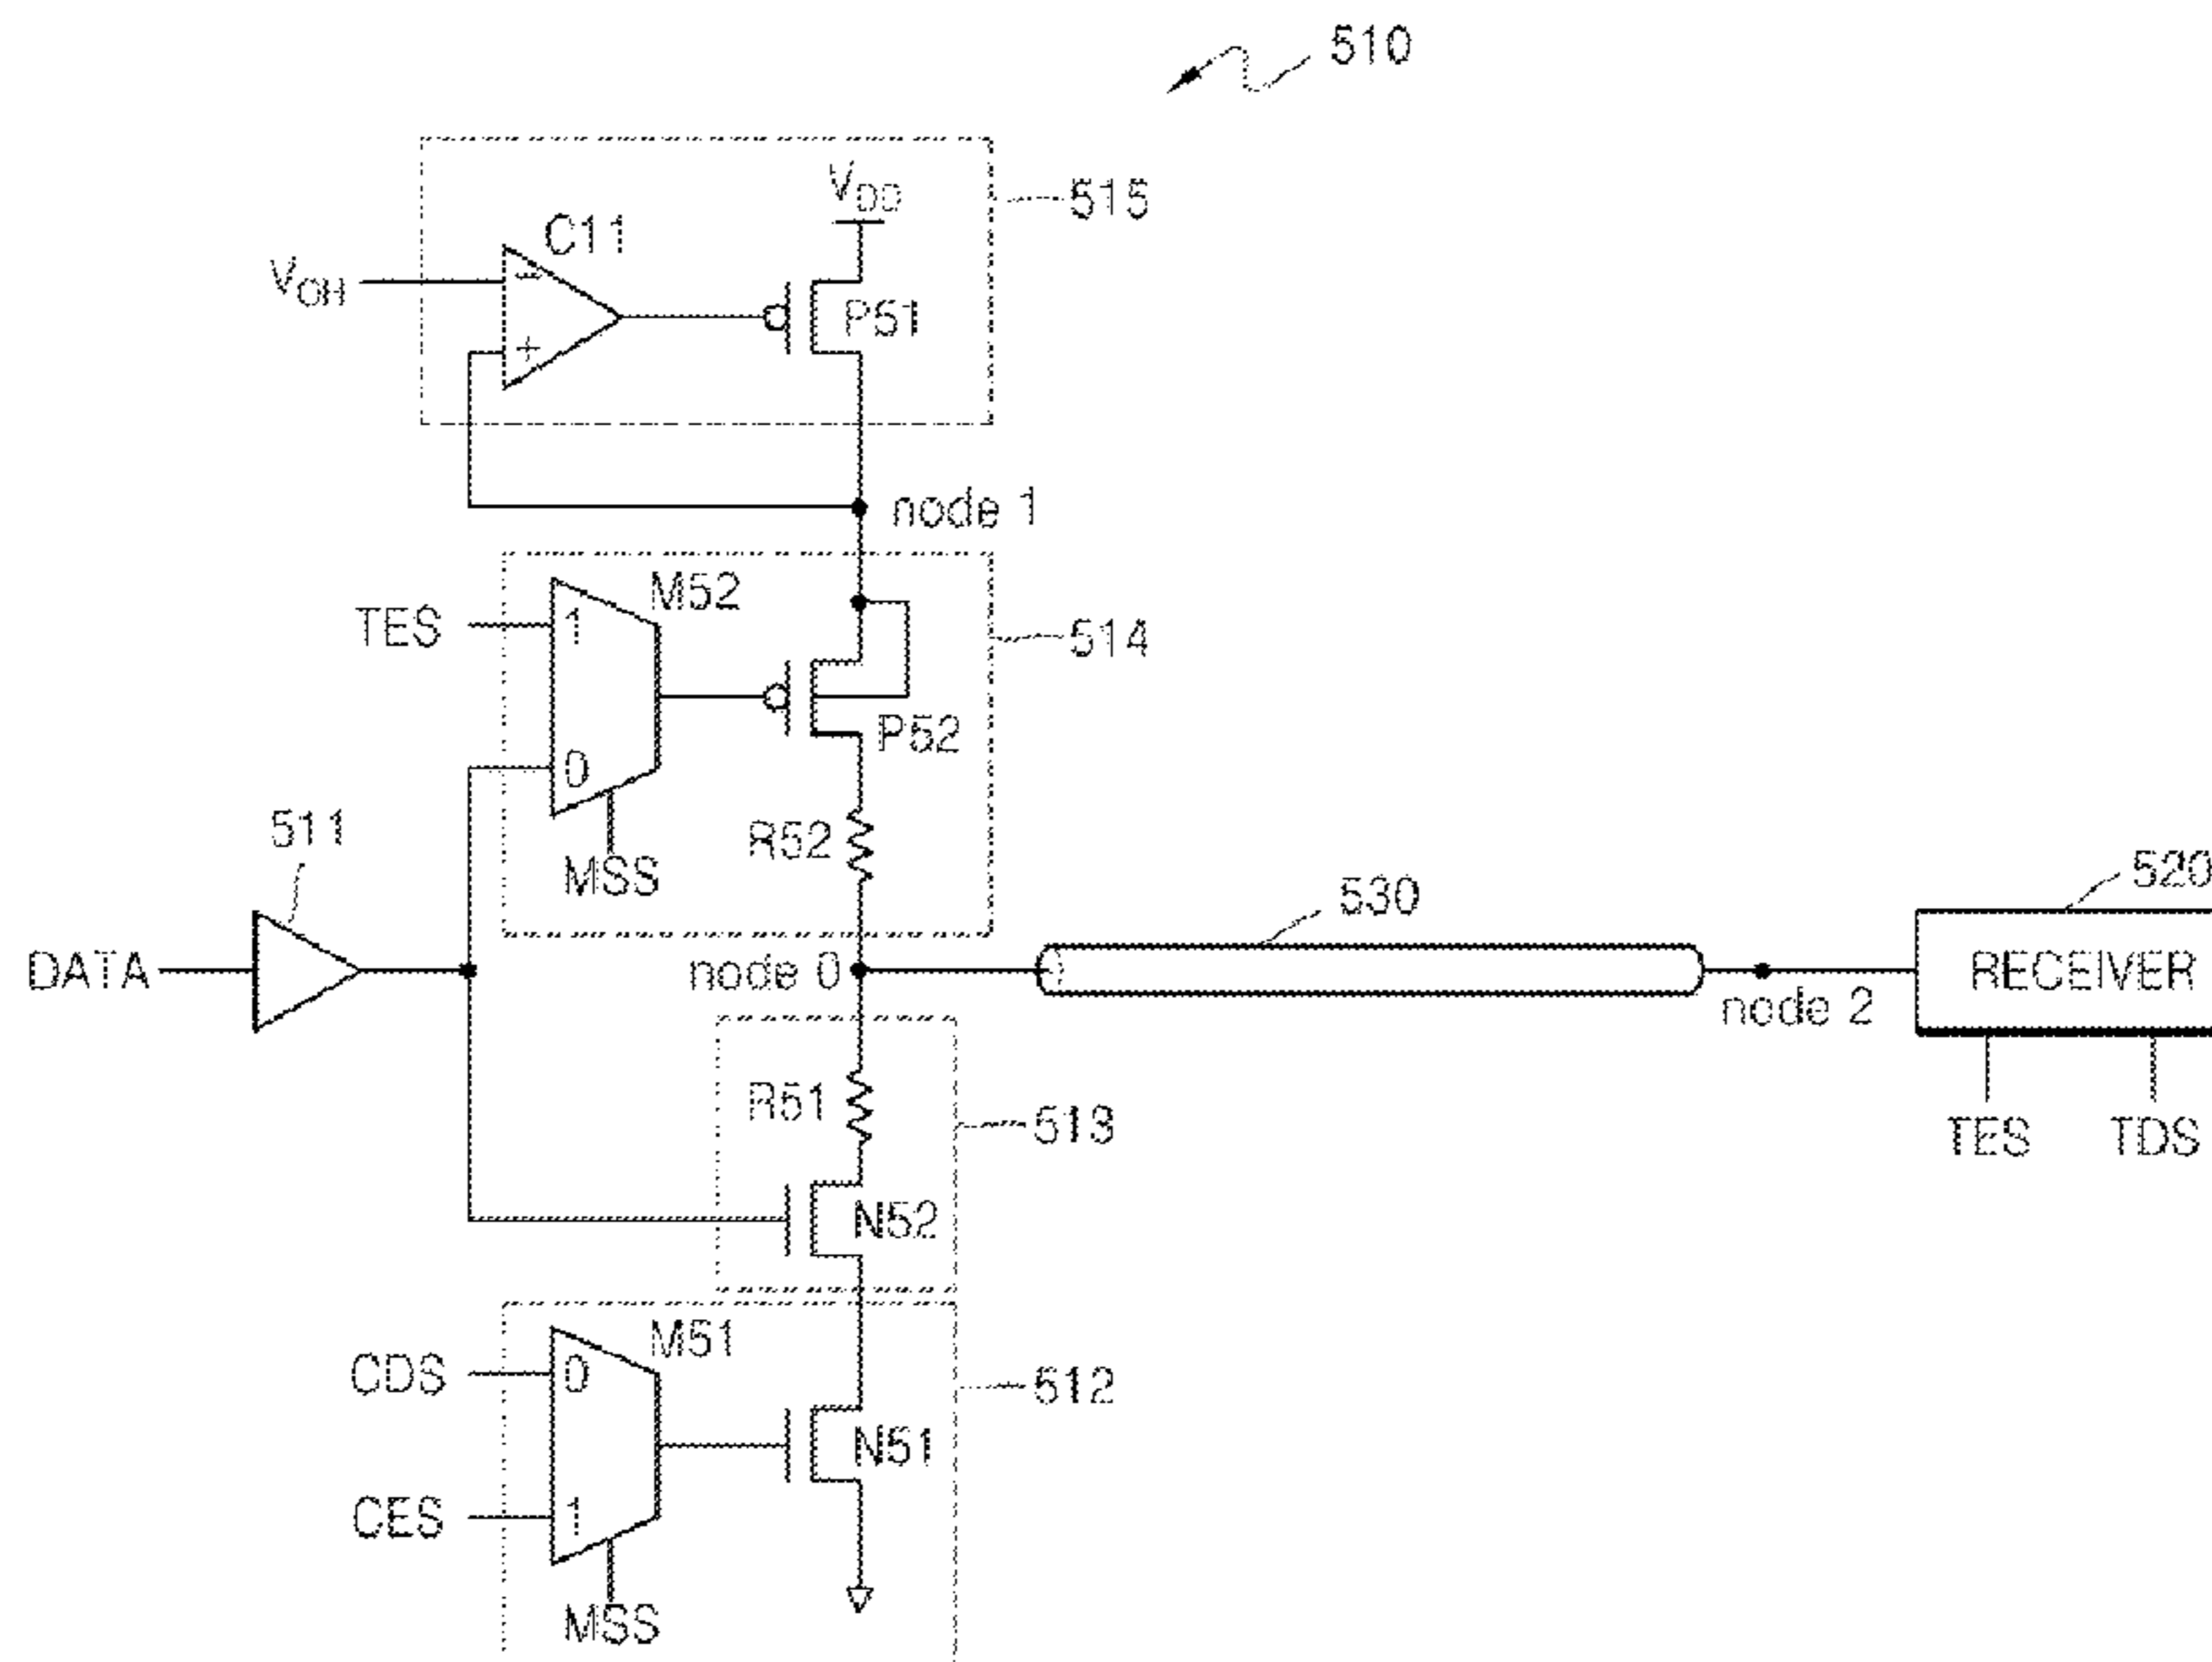 510
VDD
515
C11
VOH
−
+
P51
node 1
M52
TES
1
514
P52
0
511
R52
MSS
530
520
DATA
node 0
RECEIVER
node 2
R51
513
TES
TDS
N52
M51
CDS
0
512
N51
CES
1
MSS